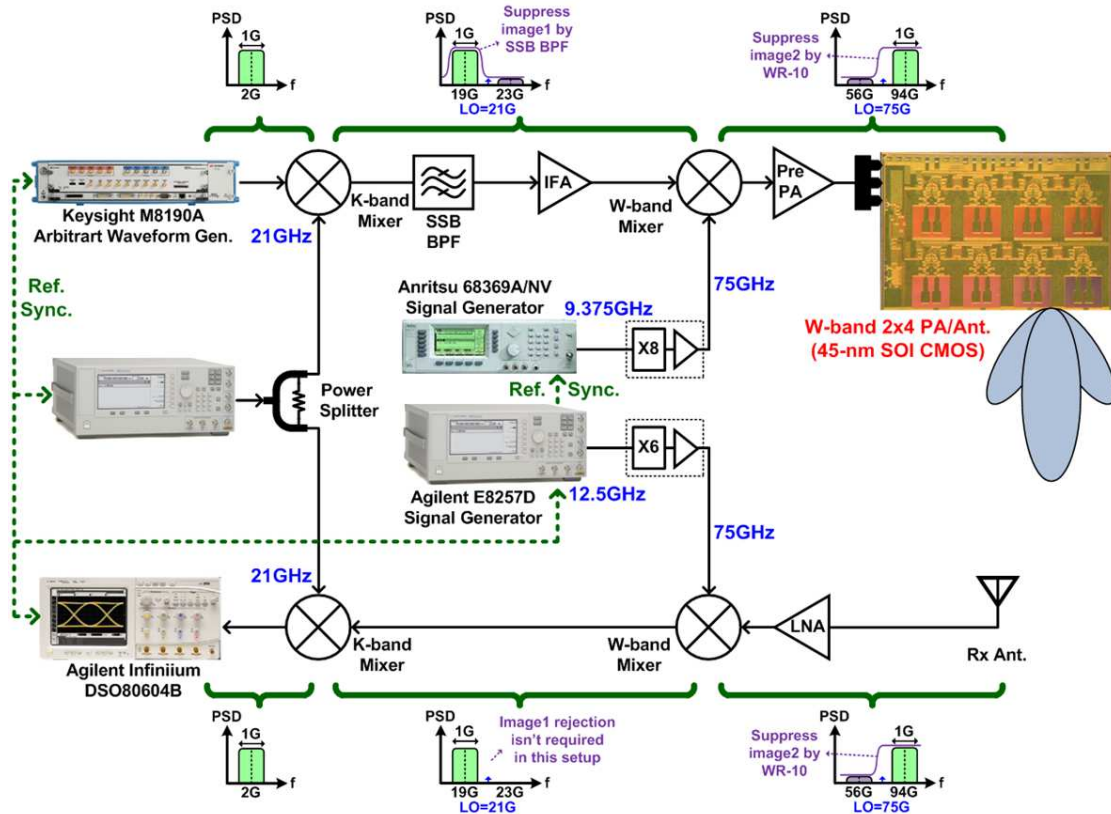 PSD
1G
f
2G
PSD
1G
Suppress
image1 by
SSB BPF
f
19G 23G
LO=21G
PSD
Suppress
image2 by
WR-10
1G
f
56G 94G
LO=75G
Keysight M8190A
Arbitrart Waveform Gen.
K-band
Mixer
SSB
BPF
IFA
W-band
Mixer
Pre
PA
21GHz
Ref.
Sync.
Anritsu 68369A/NV
Signal Generator
9.375GHz
X8
75GHz
W-band 2x4 PA/Ant.
(45-nm SOI CMOS)
Power
Splitter
Ref. Sync.
X6
Agilent E8257D
Signal Generator
12.5GHz
75GHz
21GHz
Agilent Infiniium
DSO80604B
K-band
Mixer
W-band
Mixer
LNA
Rx Ant.
PSD
1G
f
2G
PSD
1G
Image1 rejection
isn't required
in this setup
f
19G 23G
LO=21G
PSD
Suppress
image2 by
WR-10
1G
f
56G 94G
LO=75G